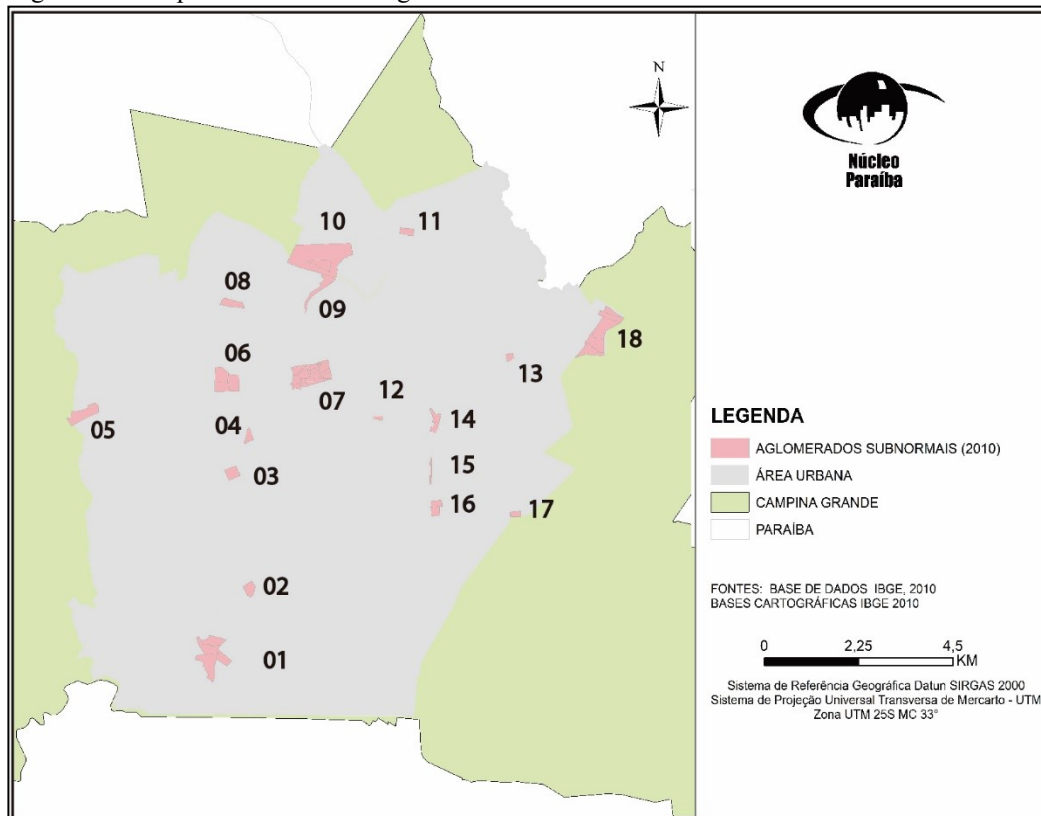 N
Núcleo
Paraíba
10
11
08
09
18
06
13
07
12
05
04
14
03
15
16
17
02
01
LEGENDA
AGLOMERADOS SUBNORMAIS (2010)
ÁREA URBANA
CAMPINA GRANDE
PARAÍBA
FONTES: BASE DE DADOS IBGE, 2010
BASES CARTOGRÁFICAS IBGE 2010
0 2,25 4,5
KM
Sistema de Referência Geográfica Datun SIRGAS 2000
Sistema de Projeção Universal Transversa de Mercarto - UTM
Zona UTM 25S MC 33°